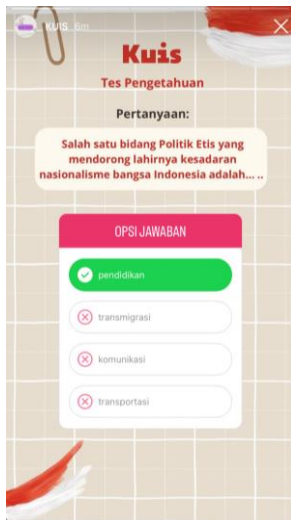 KUIS 6m
Kuis
Tes Pengetahuan
Pertanyaan:
Salah satu bidang Politik Etis yang
mendorong lahirnya kesadaran
nasionalisme bangsa Indonesia adalah... ..
OPSI JAWABAN
pendidikan
transmigrasi
komunikasi
transportasi